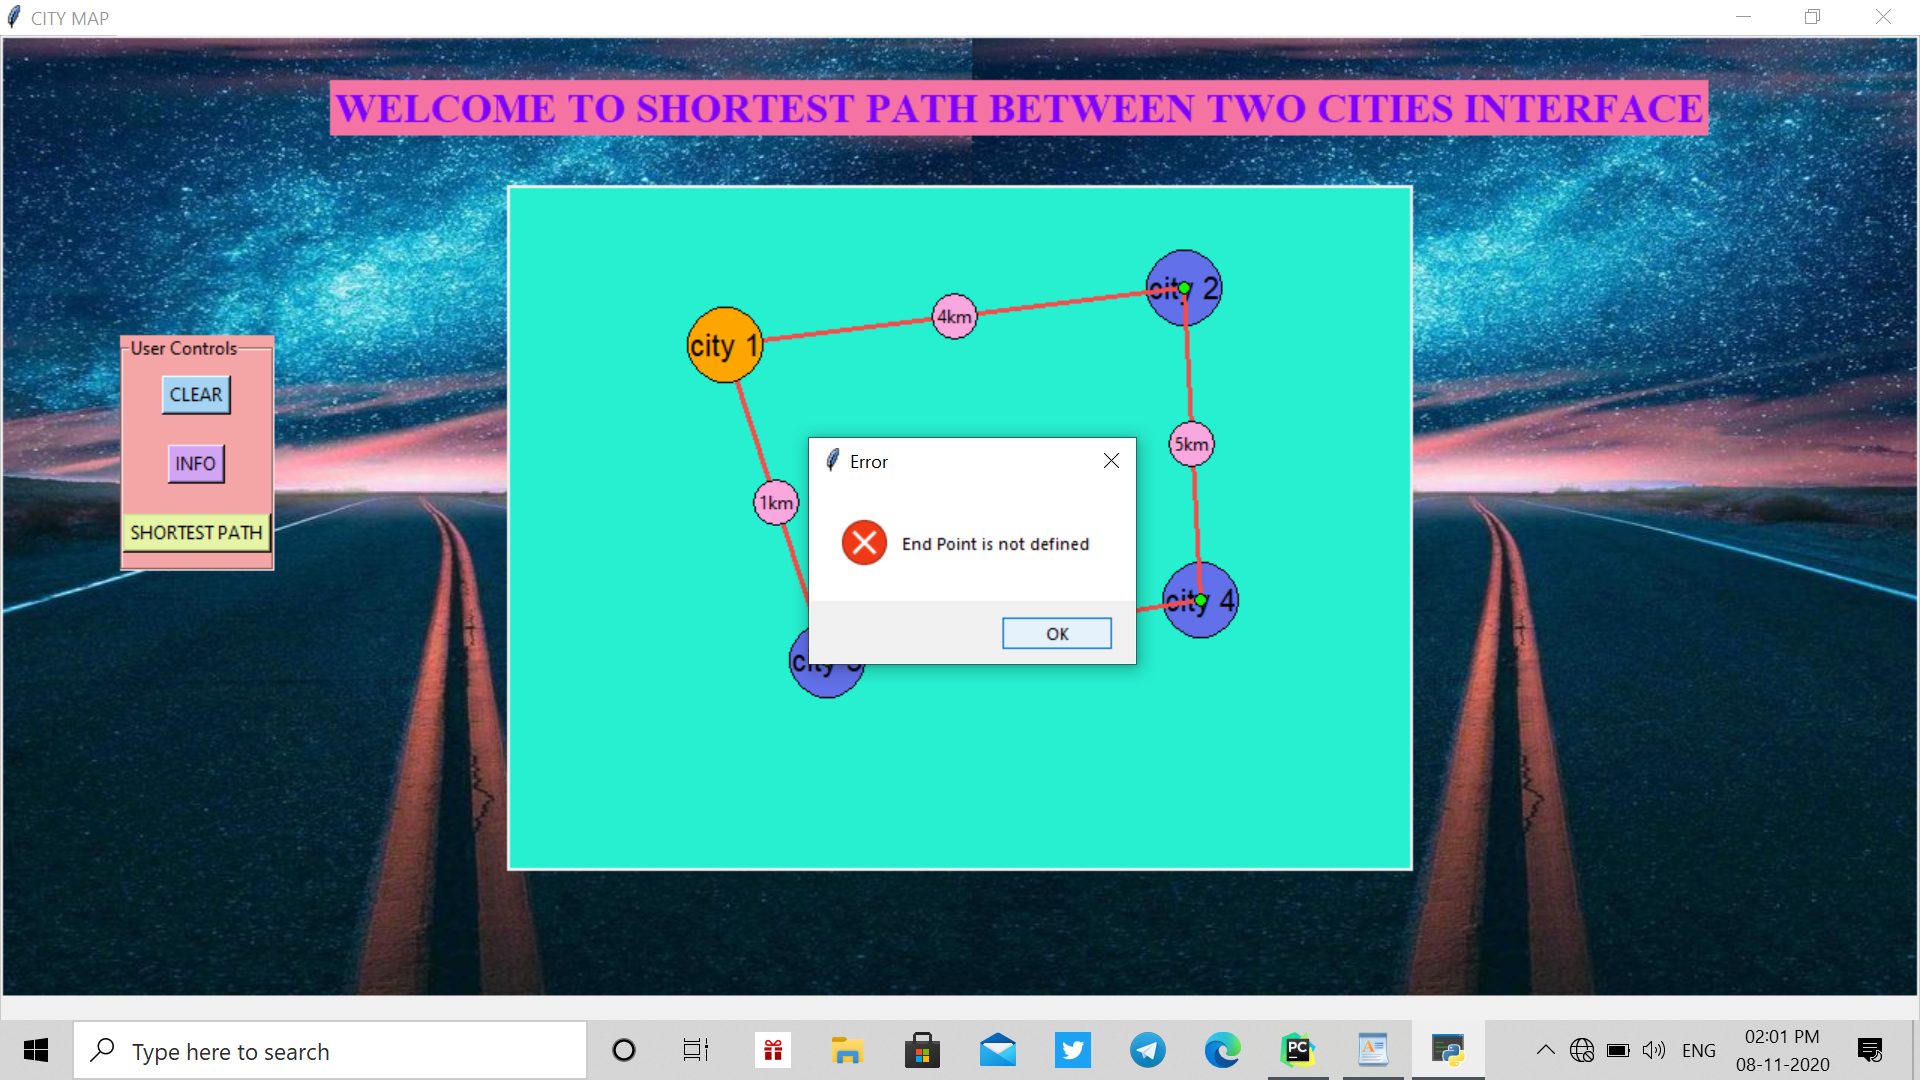 CITY MAP
WELCOME TO SHORTEST PATH BETWEEN TWO CITIES INTERFACE
city 2
4km
city 1
User Controls
CLEAR
5km
Error
INFO
1km
SHORTEST PATH
End Point is not defined
city 4
OK
city
PC
Type here to search
ENG
02:01 PM
08-11-2020